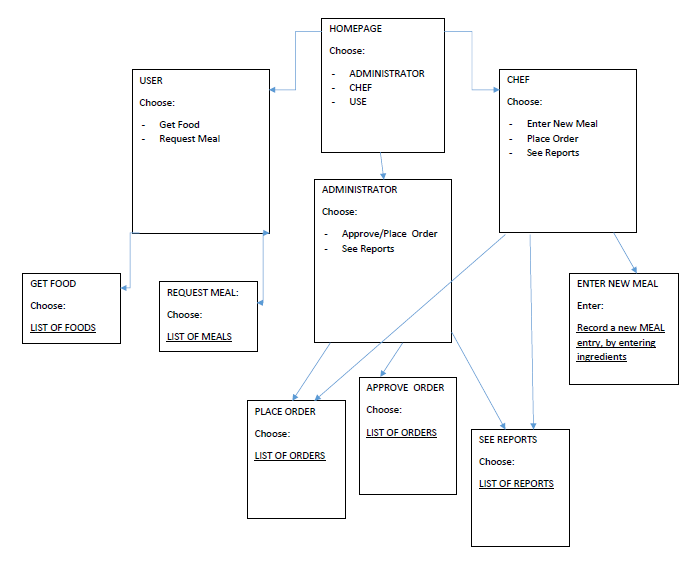 HOMEPAGE
Choose:
- ADMINISTRATOR
- CHEF
- USE
USER
Choose:
- Get Food
- Request Meal
CHEF
Choose:
- Enter New Meal
- Place Order
- See Reports
ADMINISTRATOR
Choose:
- Approve/Place Order
- See Reports
GET FOOD
Choose:
LIST OF FOODS
REQUEST MEAL:
Choose:
LIST OF MEALS
ENTER NEW MEAL
Enter:
Record a new MEAL
entry, by entering
ingredients
PLACE ORDER
Choose:
LIST OF ORDERS
APPROVE ORDER
Choose:
LIST OF ORDERS
SEE REPORTS
Choose:
LIST OF REPORTS